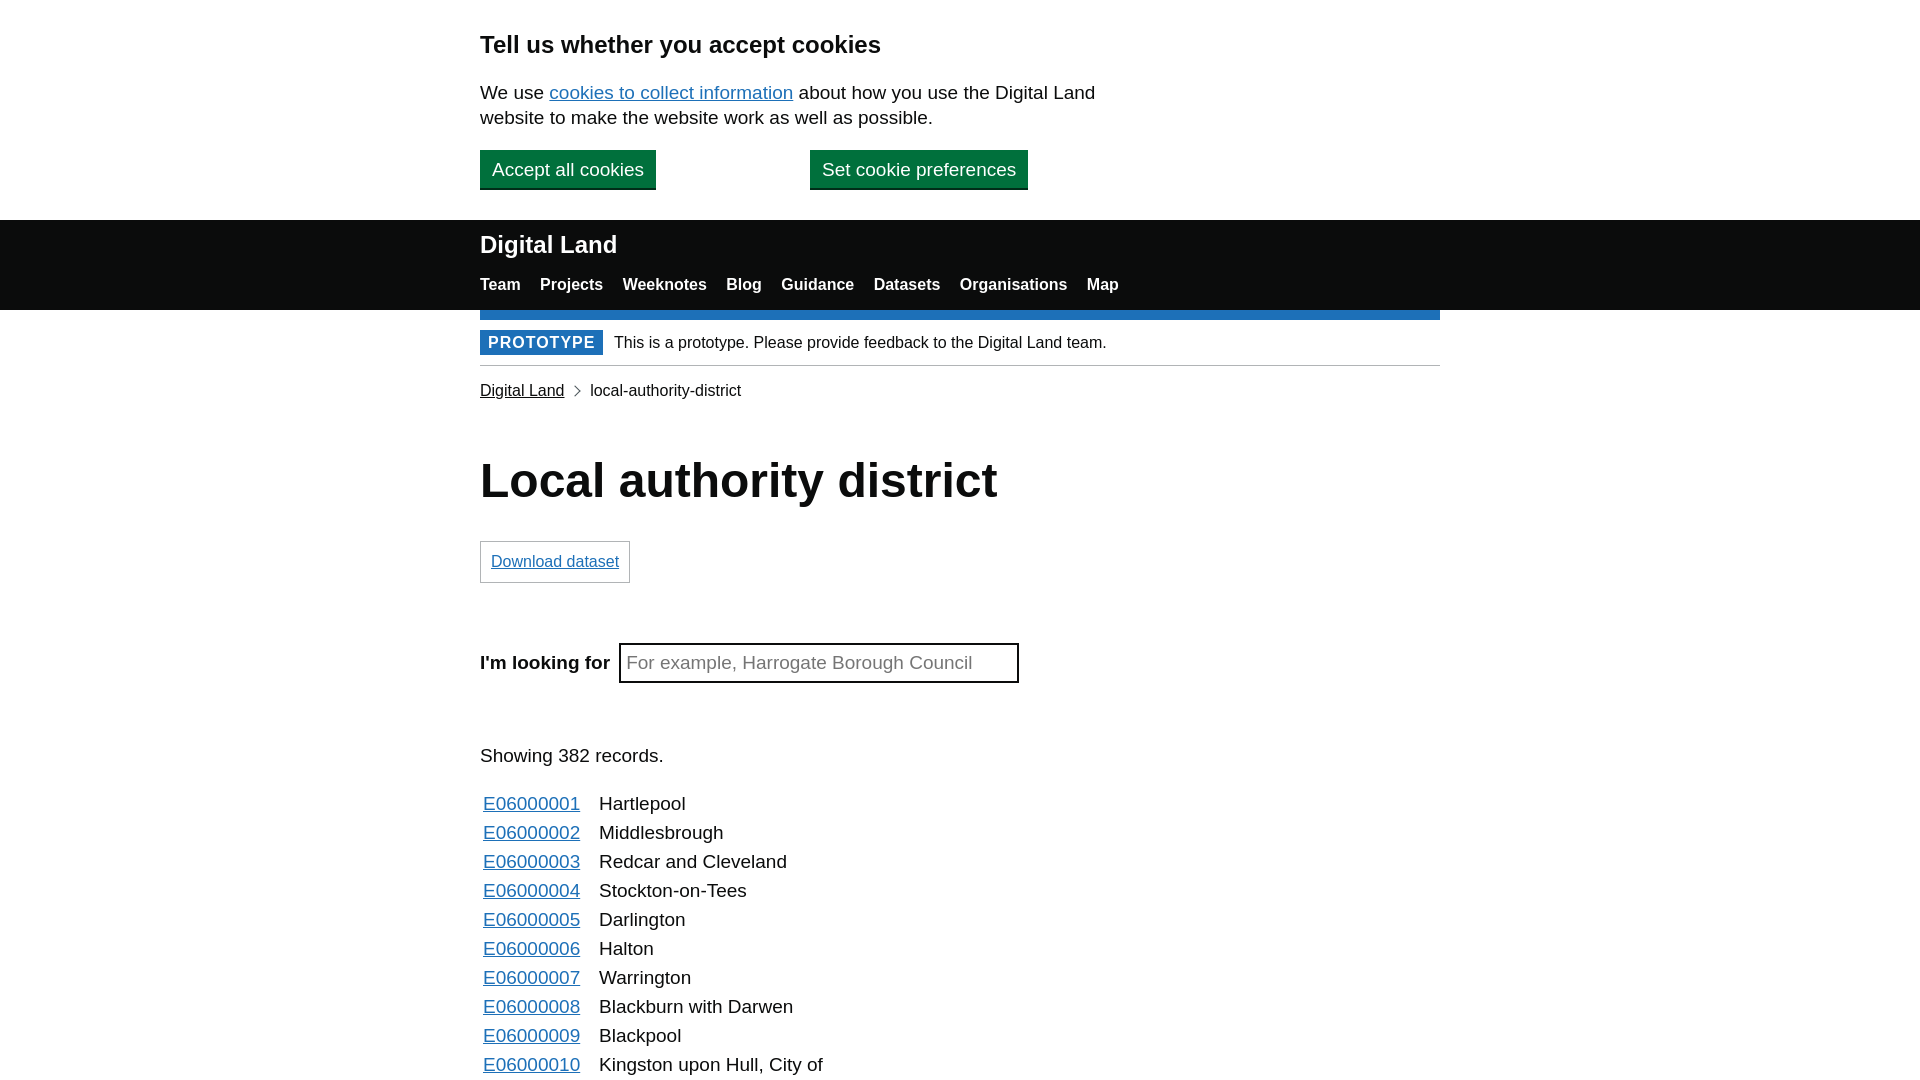 Tell us whether you accept cookies
We use cookies to collect information about how you use the Digital Land
website to make the website work as well as possible.
Accept all cookies
Set cookie preferences
Digital Land
Team Projects Weeknotes Blog Guidance Datasets Organisations Map
PROTOTYPE This is a prototype. Please provide feedback to the Digital Land team.
Digital Land local-authority-district
Local authority district
Download dataset
I'm looking for For example, Harrogate Borough Council
Showing 382 records.
E06000001 Hartlepool
E06000002 Middlesbrough
E06000003 Redcar and Cleveland
E06000004 Stockton-on-Tees
E06000005 Darlington
E06000006 Halton
E06000007 Warrington
E06000008 Blackburn with Darwen
E06000009 Blackpool
E06000010 Kingston upon Hull, City of